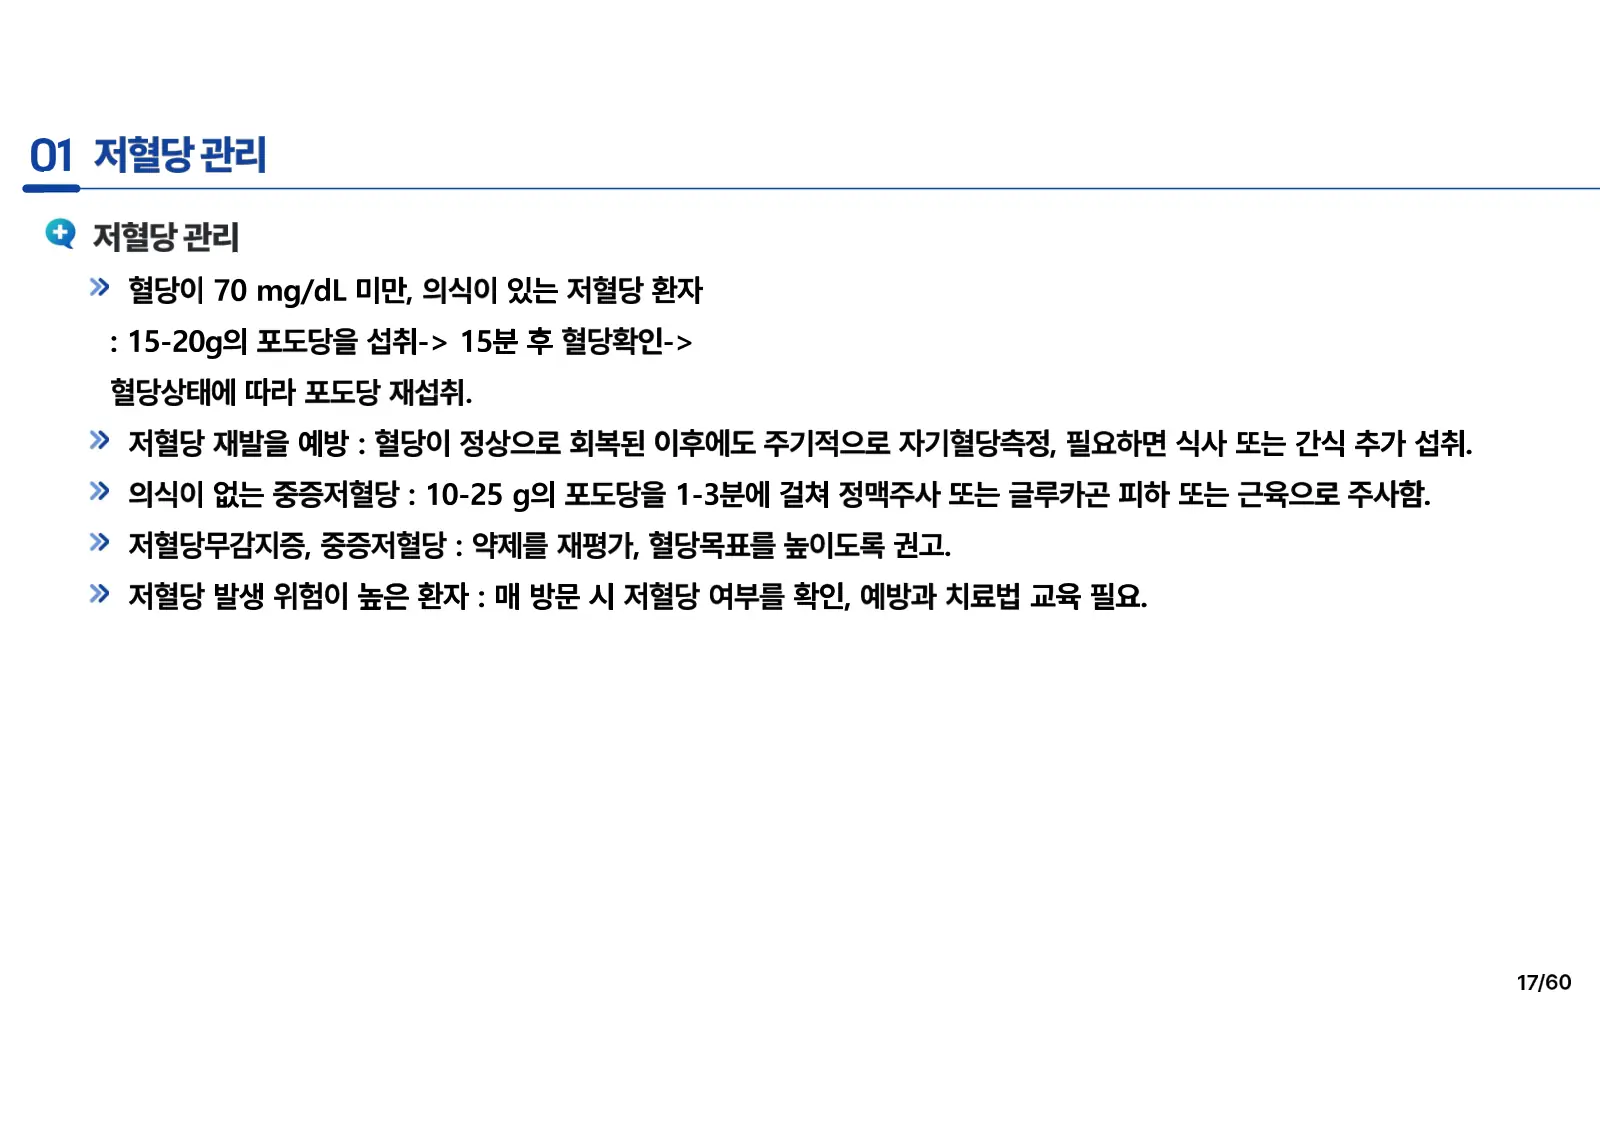 01 저혈당 관리
저혈당 관리
» 혈당이 70 mg/dL 미만, 의식이 있는 저혈당 환자
: 15-20g의 포도당을 섭취-> 15분 후 혈당확인->
혈당상태에 따라 포도당 재섭취.
» 저혈당 재발을 예방 : 혈당이 정상으로 회복된 이후에도 주기적으로 자기혈당측정, 필요하면 식사 또는 간식 추가 섭취.
» 의식이 없는 중증저혈당 : 10-25 g의 포도당을 1-3분에 걸쳐 정맥주사 또는 글루카곤 피하 또는 근육으로 주사함.
» 저혈당무감지증, 중증저혈당 : 약제를 재평가, 혈당목표를 높이도록 권고.
» 저혈당 발생 위험이 높은 환자 : 매 방문 시 저혈당 여부를 확인, 예방과 치료법 교육 필요.
17/60